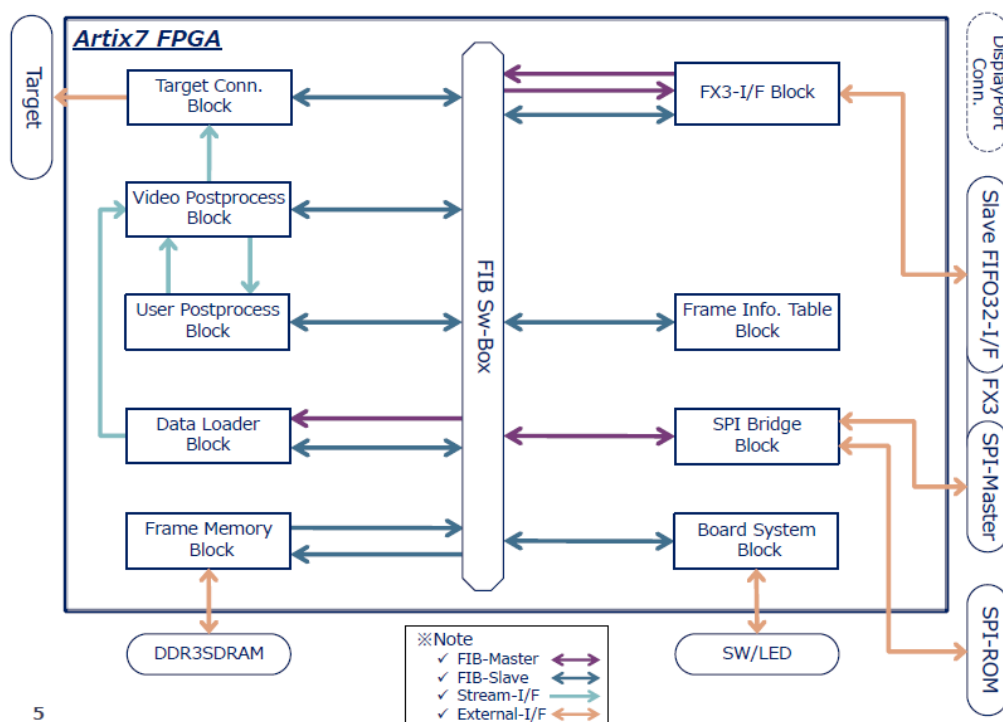 Artix7 FPGA
Target
Target Conn.
Block
Video Postprocess
Block
User Postprocess
Block
Data Loader
Block
Frame Memory
Block
FIB Sw-Box
FX3-I/F Block
Frame Info. Table
Block
SPI Bridge
Block
Board System
Block
DisplayPort
Conn.
Slave FIFO32-I/F
FX3
SPI-Master
SPI-ROM
DDR3SDRAM
SW/LED
※Note
✓ FIB-Master
✓ FIB-Slave
✓ Stream-I/F
✓ External-I/F
5